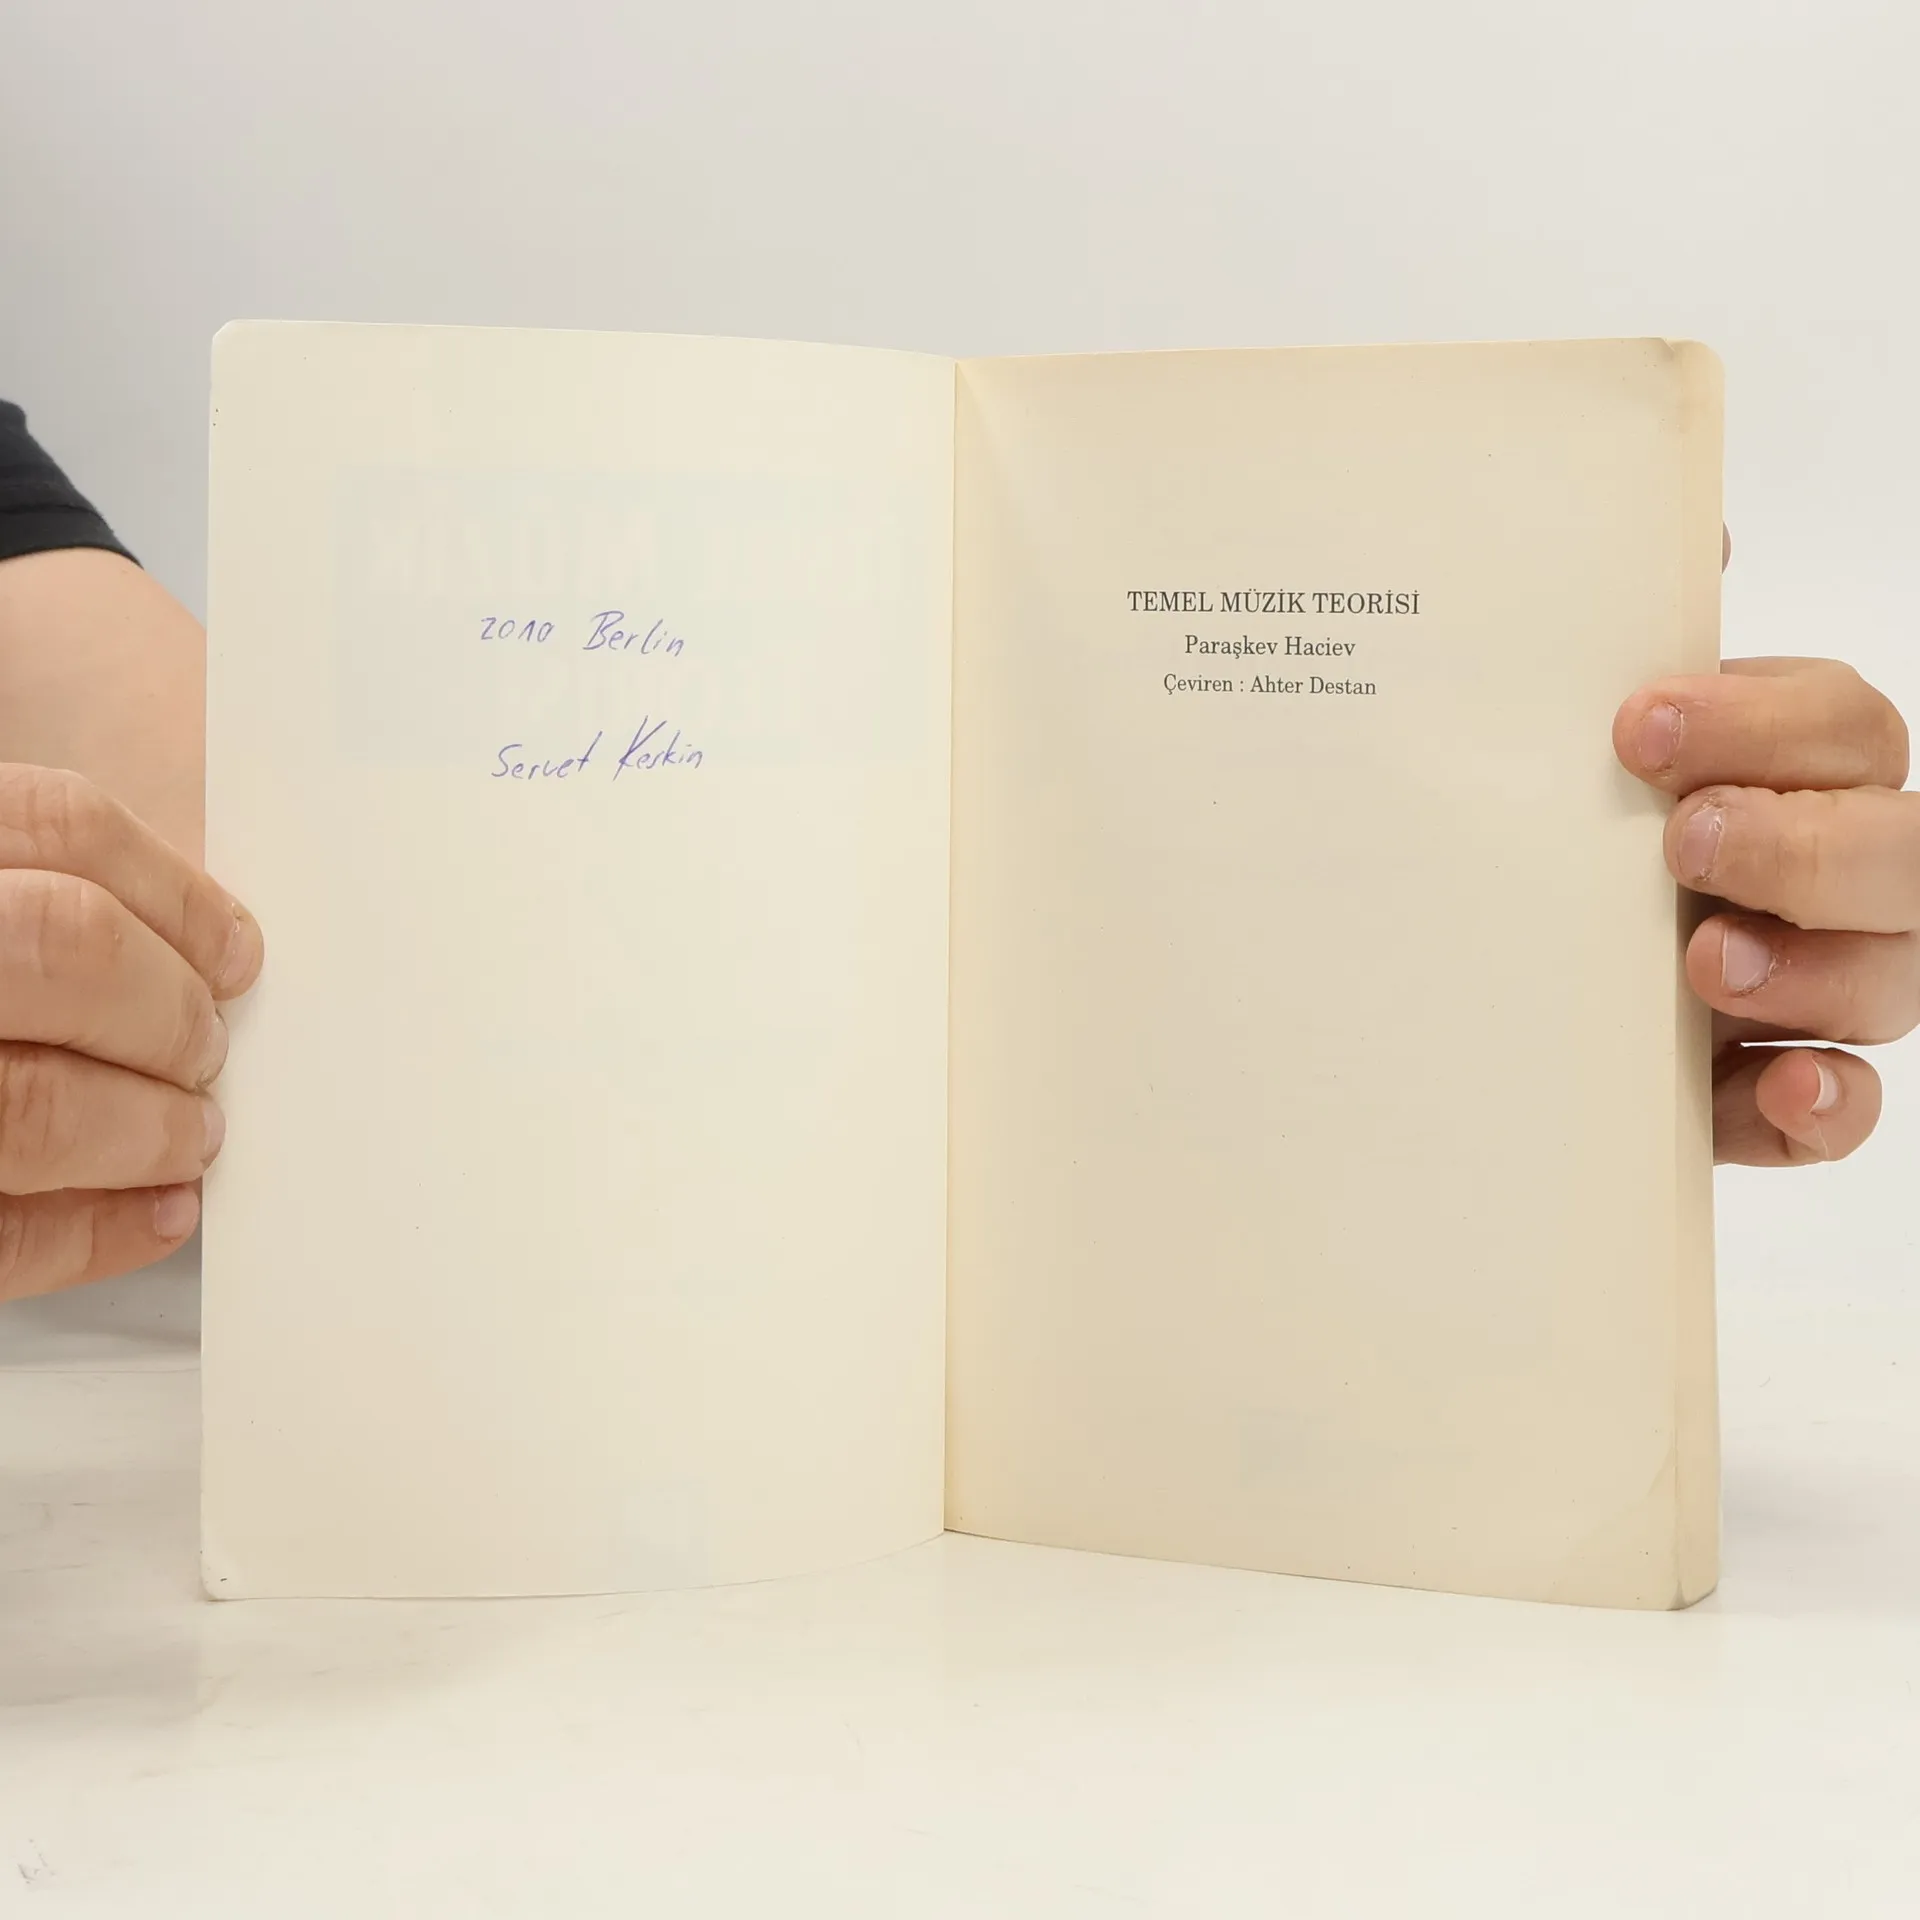 2010 Berlin
Servet Keskin
TEMEL MÜZİK TEORİSİ
Paraşkev Haciev
Çeviren : Ahter Destan